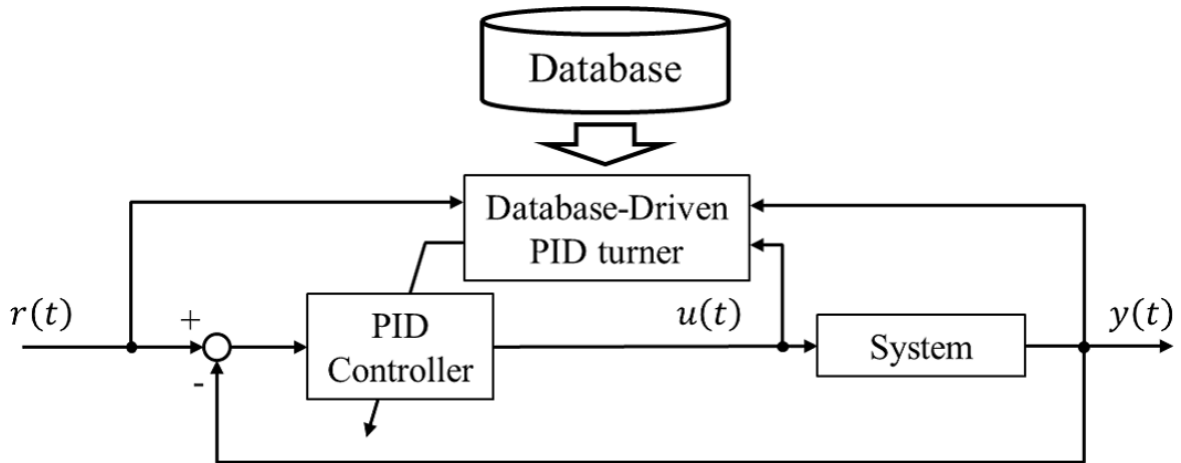 Database
Database-Driven
PID turner
r(t)
+
-
PID
Controller
u(t)
System
y(t)